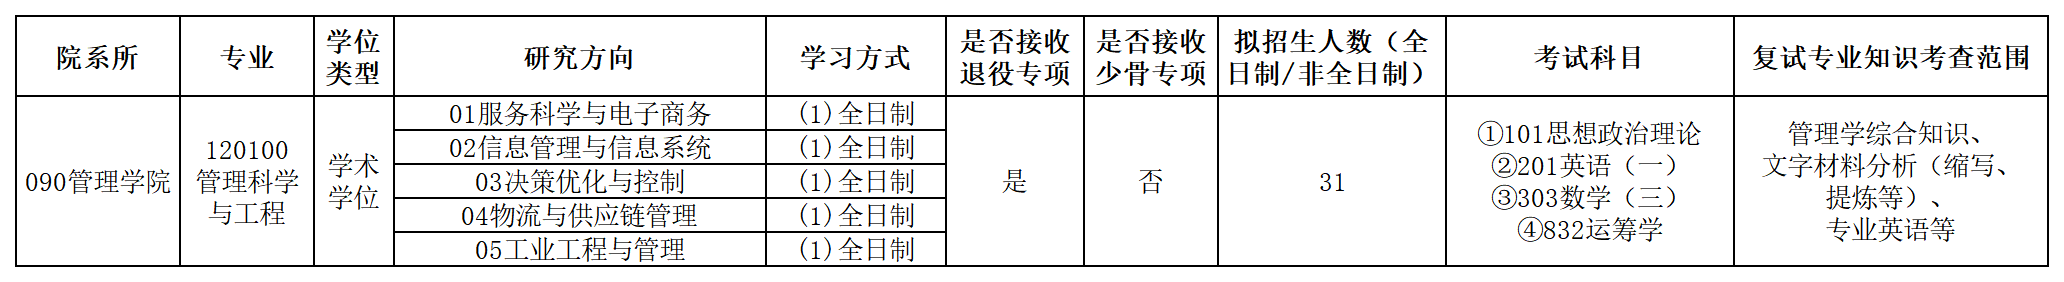 院系所
专业
学位
类型
研究方向
学习方式
是否接收
退役专项
是否接收
少骨专项
拟招生人数（全
日制/非全日制）
考试科目
复试专业知识考查范围
090管理学院
120100
管理科学
与工程
学术
学位
01服务科学与电子商务
(1)全日制
02信息管理与信息系统
(1)全日制
03决策优化与控制
(1)全日制
04物流与供应链管理
(1)全日制
05工业工程与管理
(1)全日制
是
否
31
①101思想政治理论
②201英语（一）
③303数学（三）
④832运筹学
管理学综合知识、
文字材料分析（缩写、
提炼等）、
专业英语等